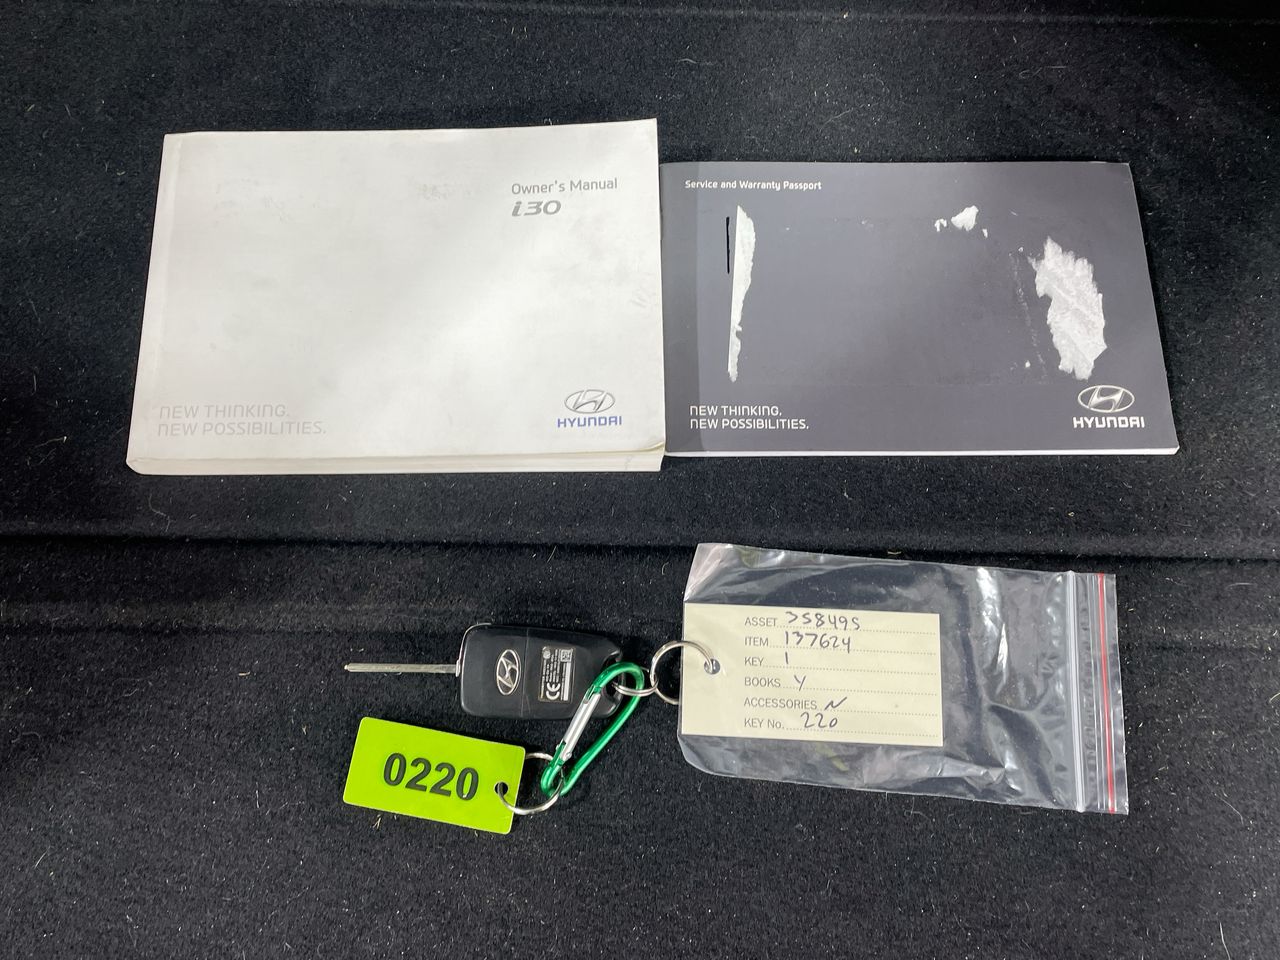 Owner's Manual
i30
NEW THINKING.
NEW POSSIBILITIES.
HYUNDAI
Service and Warranty Passport
NEW THINKING.
NEW POSSIBILITIES.
HYUNDAI
ASSET 358495
ITEM 137624
KEY 1
BOOKS Y
ACCESSORIES N
KEY No. 220
CE
0220